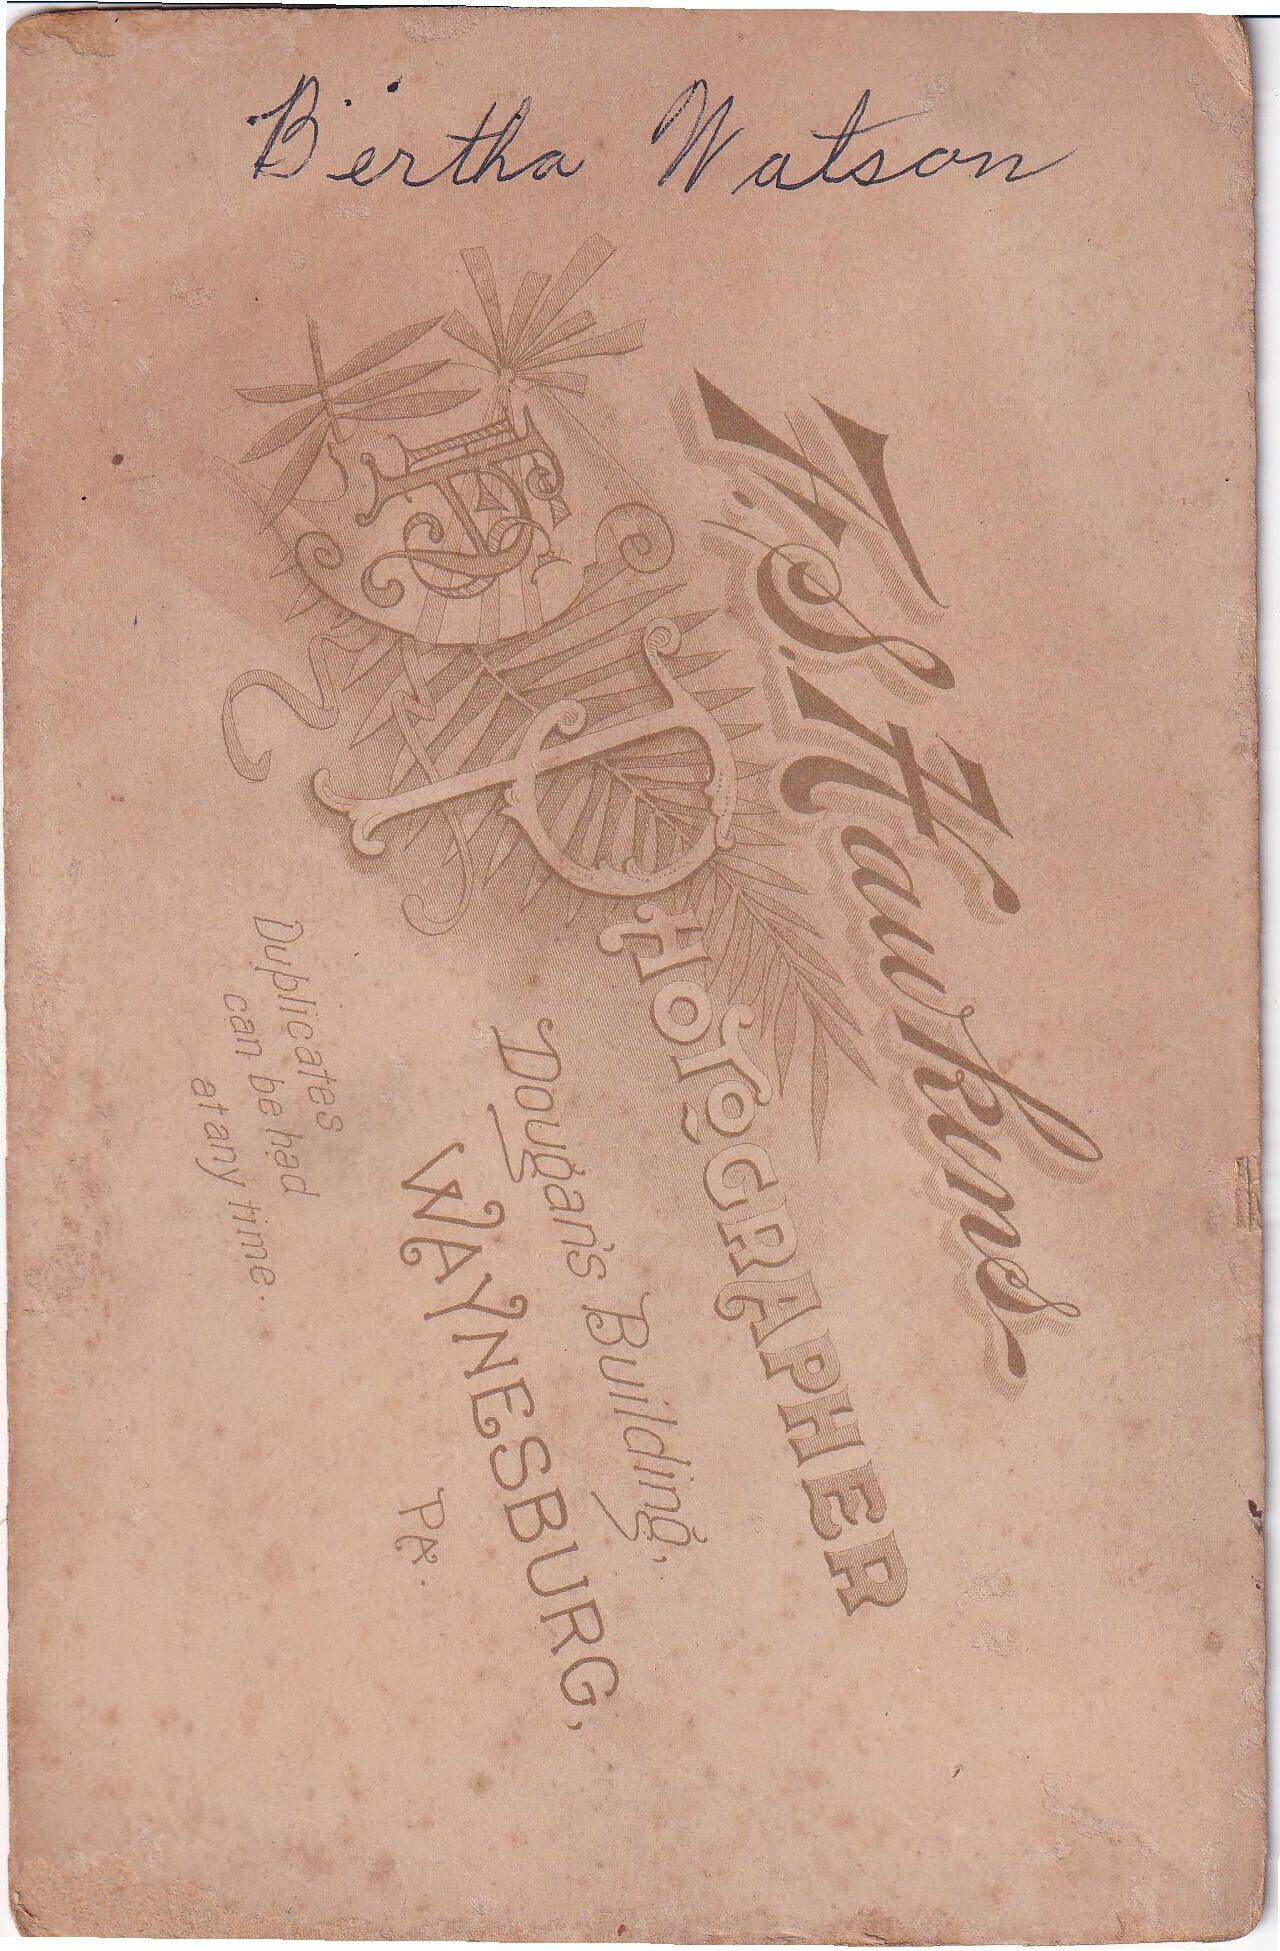 Bertha Watson
F. S. Hawkins
PHOTOGRAPHER
Dougan's Building,
WAYNESBURG,
PA.
Duplicates
can be had
at any time.